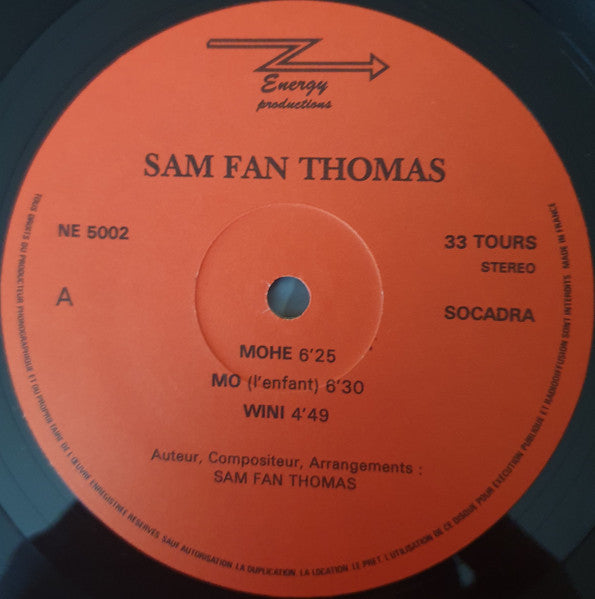 Energy
productions
SAM FAN THOMAS
NE 5002
33 TOURS
STEREO
A
SOCADRA
MOHE 6'25
MO (l'enfant) 6'30
WINI 4'49
Auteur, Compositeur, Arrangements :
SAM FAN THOMAS
TOUS DROITS DU PRODUCTEUR PHONOGRAPHIQUE ET DU PROPRIETAIRE DE L'ŒUVRE ENREGISTREE RESERVES. SAUF AUTORISATION. LA DUPLICATION. LA LOCATION. LE PRET. L'UTILISATION DE CE DISQUE POUR EXECUTION PUBLIQUE ET RADIODIFFUSION SONT INTERDITS. MADE IN FRANCE